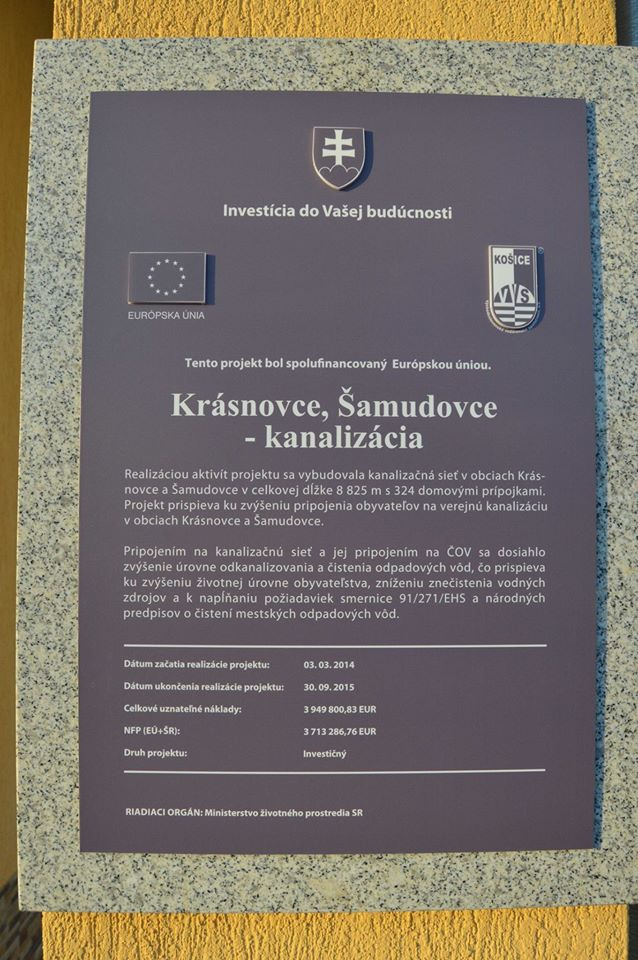 Investícia do Vašej budúcnosti
EURÓPSKA ÚNIA
KOŠICE
VVS
Tento projekt bol spolufinancovaný Európskou úniou.
Krásnovce, Šamudovce
- kanalizácia
Realizáciou aktivít projektu sa vybudovala kanalizačná sieť v obciach Krás-
novce a Šamudovce v celkovej dĺžke 8 825 m s 324 domovými prípojkami.
Projekt prispieva ku zvýšeniu pripojenia obyvateľov na verejnú kanalizáciu
v obciach Krásnovce a Šamudovce.
Pripojením na kanalizačnú sieť a jej pripojením na ČOV sa dosiahlo
zvýšenie úrovne odkanalizovania a čistenia odpadových vôd, čo prispieva
ku zvýšeniu životnej úrovne obyvateľstva, zníženiu znečistenia vodných
zdrojov a k napĺňaniu požiadaviek smernice 91/271/EHS a národných
predpisov o čistení mestských odpadových vôd.
Dátum začatia realizácie projektu: 03. 03. 2014
Dátum ukončenia realizácie projektu: 30. 09. 2015
Celkové uznateľné náklady: 3 949 800,83 EUR
NFP (EÚ+ŠR): 3 713 286,76 EUR
Druh projektu: Investičný
RIADIACI ORGÁN: Ministerstvo životného prostredia SR